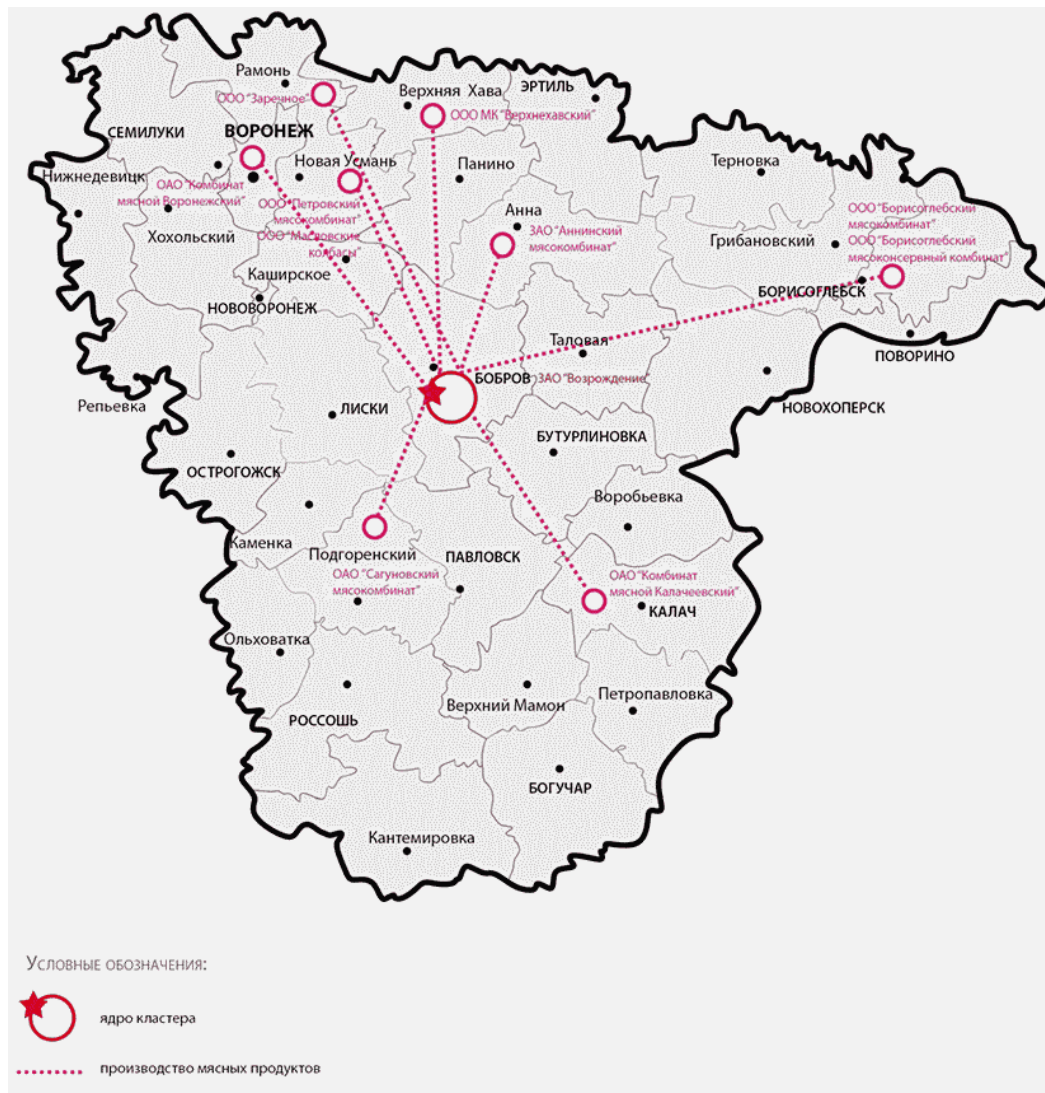 Рамонь
ООО "Заречное"
Верхняя Хава
ЭРТИЛЬ
ООО МК "Верхнехавский"
СЕМИЛУКИ
ВОРОНЕЖ
Новая Усмань
Панино
Терновка
Нижнедевицк
ОАО "Комбинат
мясной Воронежский"
ООО "Петровский
мясокомбинат"
ООО "Масловские
колбасы"
Анна
ЗАО "Аннинский
мясокомбинат"
ООО "Борисоглебский
мясокомбинат"
ООО "Борисоглебский
мясоконсервный комбинат"
Хохольский
Грибановский
Каширское
НОВОВОРОНЕЖ
БОРИСОГЛЕБСК
ПОВОРИНО
Таловая
БОБРОВ
ЗАО "Возрождение"
Репьевка
ЛИСКИ
НОВОХОПЕРСК
БУТУРЛИНОВКА
ОСТРОГОЖСК
Воробьевка
Каменка
Подгоренский
ПАВЛОВСК
ОАО "Сагуновский
мясокомбинат"
ОАО "Комбинат
мясной Калачеевский"
КАЛАЧ
Ольховатка
Петропавловка
Верхний Мамон
РОССОШЬ
БОГУЧАР
Кантемировка
Условные обозначения:
ядро кластера
производство мясных продуктов